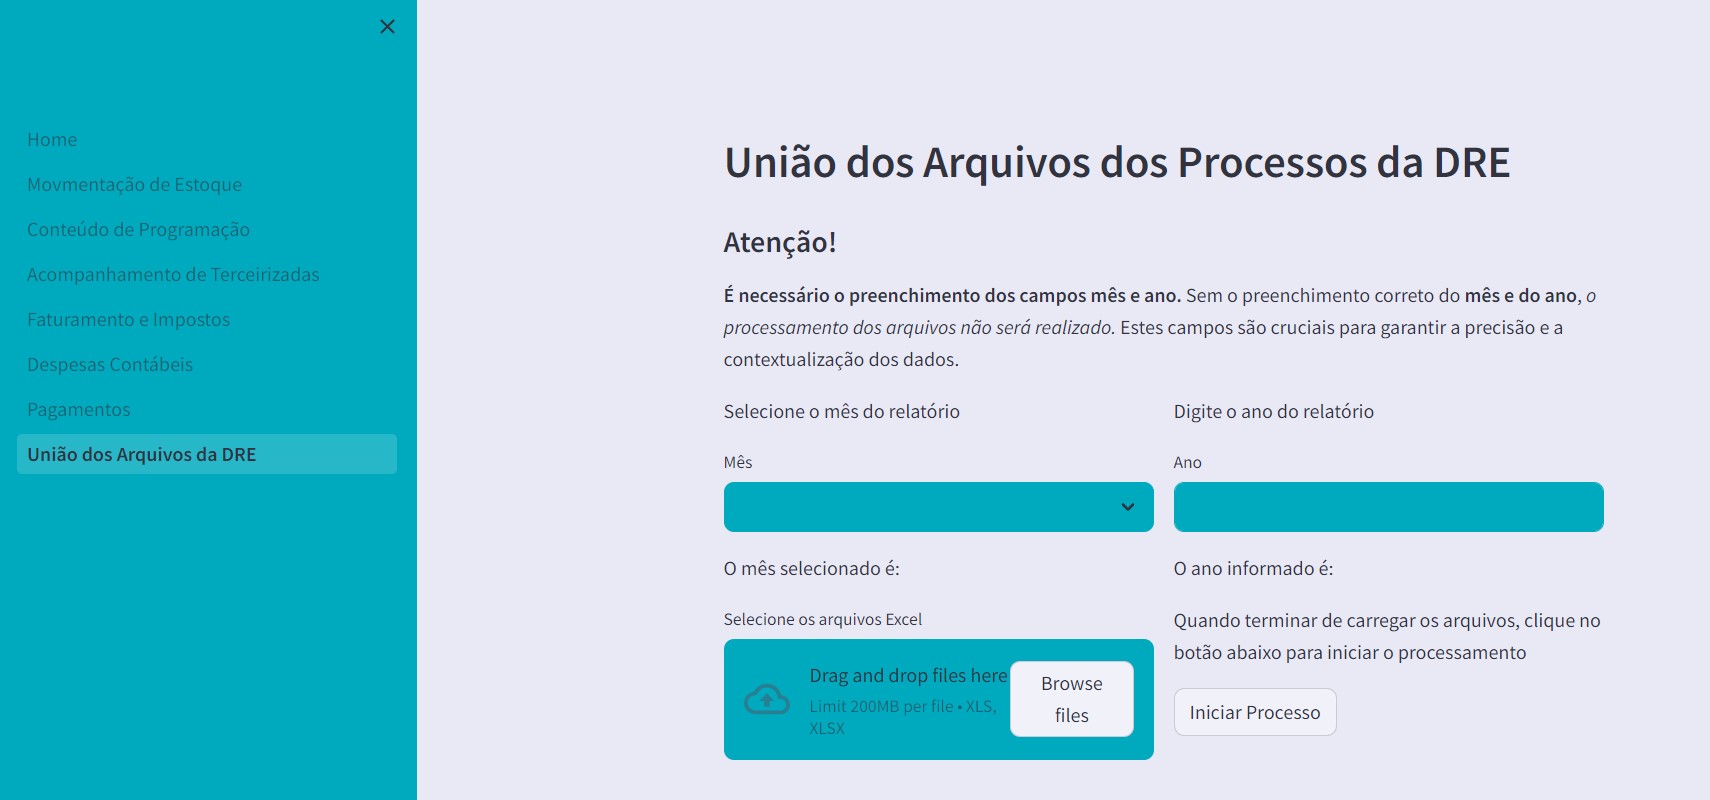 Home
Movmentação de Estoque
Conteúdo de Programação
Acompanhamento de Terceirizadas
Faturamento e Impostos
Despesas Contábeis
Pagamentos
União dos Arquivos da DRE
União dos Arquivos dos Processos da DRE
Atenção!
É necessário o preenchimento dos campos mês e ano. Sem o preenchimento correto do mês e do ano, o
processamento dos arquivos não será realizado. Estes campos são cruciais para garantir a precisão e a
contextualização dos dados.
Selecione o mês do relatório
Mês
O mês selecionado é:
Selecione os arquivos Excel
Drag and drop files here
Limit 200MB per file • XLS,
XLSX
Browse
files
Digite o ano do relatório
Ano
O ano informado é:
Quando terminar de carregar os arquivos, clique no
botão abaixo para iniciar o processamento
Iniciar Processo